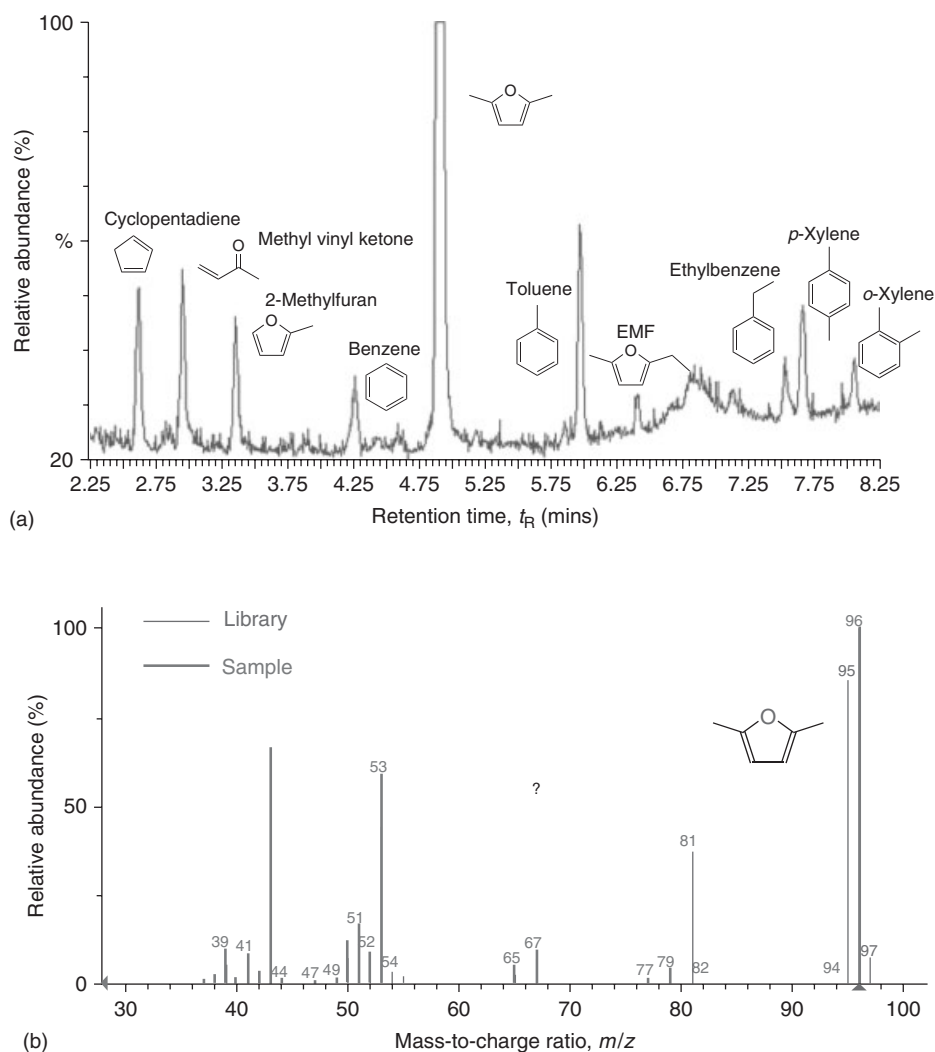 100
Relative abundance (%)
%
20
Cyclopentadiene
Methyl vinyl ketone
O
2-Methylfuran
O
Benzene
O
Toluene
EMF
O
Ethylbenzene
p-Xylene
o-Xylene
2.25 2.75 3.25 3.75 4.25 4.75 5.25 5.75 6.25 6.75 7.25 7.75 8.25
Retention time, tR (mins)
(a)
Library
Sample
100
50
0
Relative abundance (%)
39
41
44
47
49
51
52
53
54
?
65
67
77
79
81
82
94
95
96
97
O
30 40 50 60 70 80 90 100
Mass-to-charge ratio, m/z
(b)